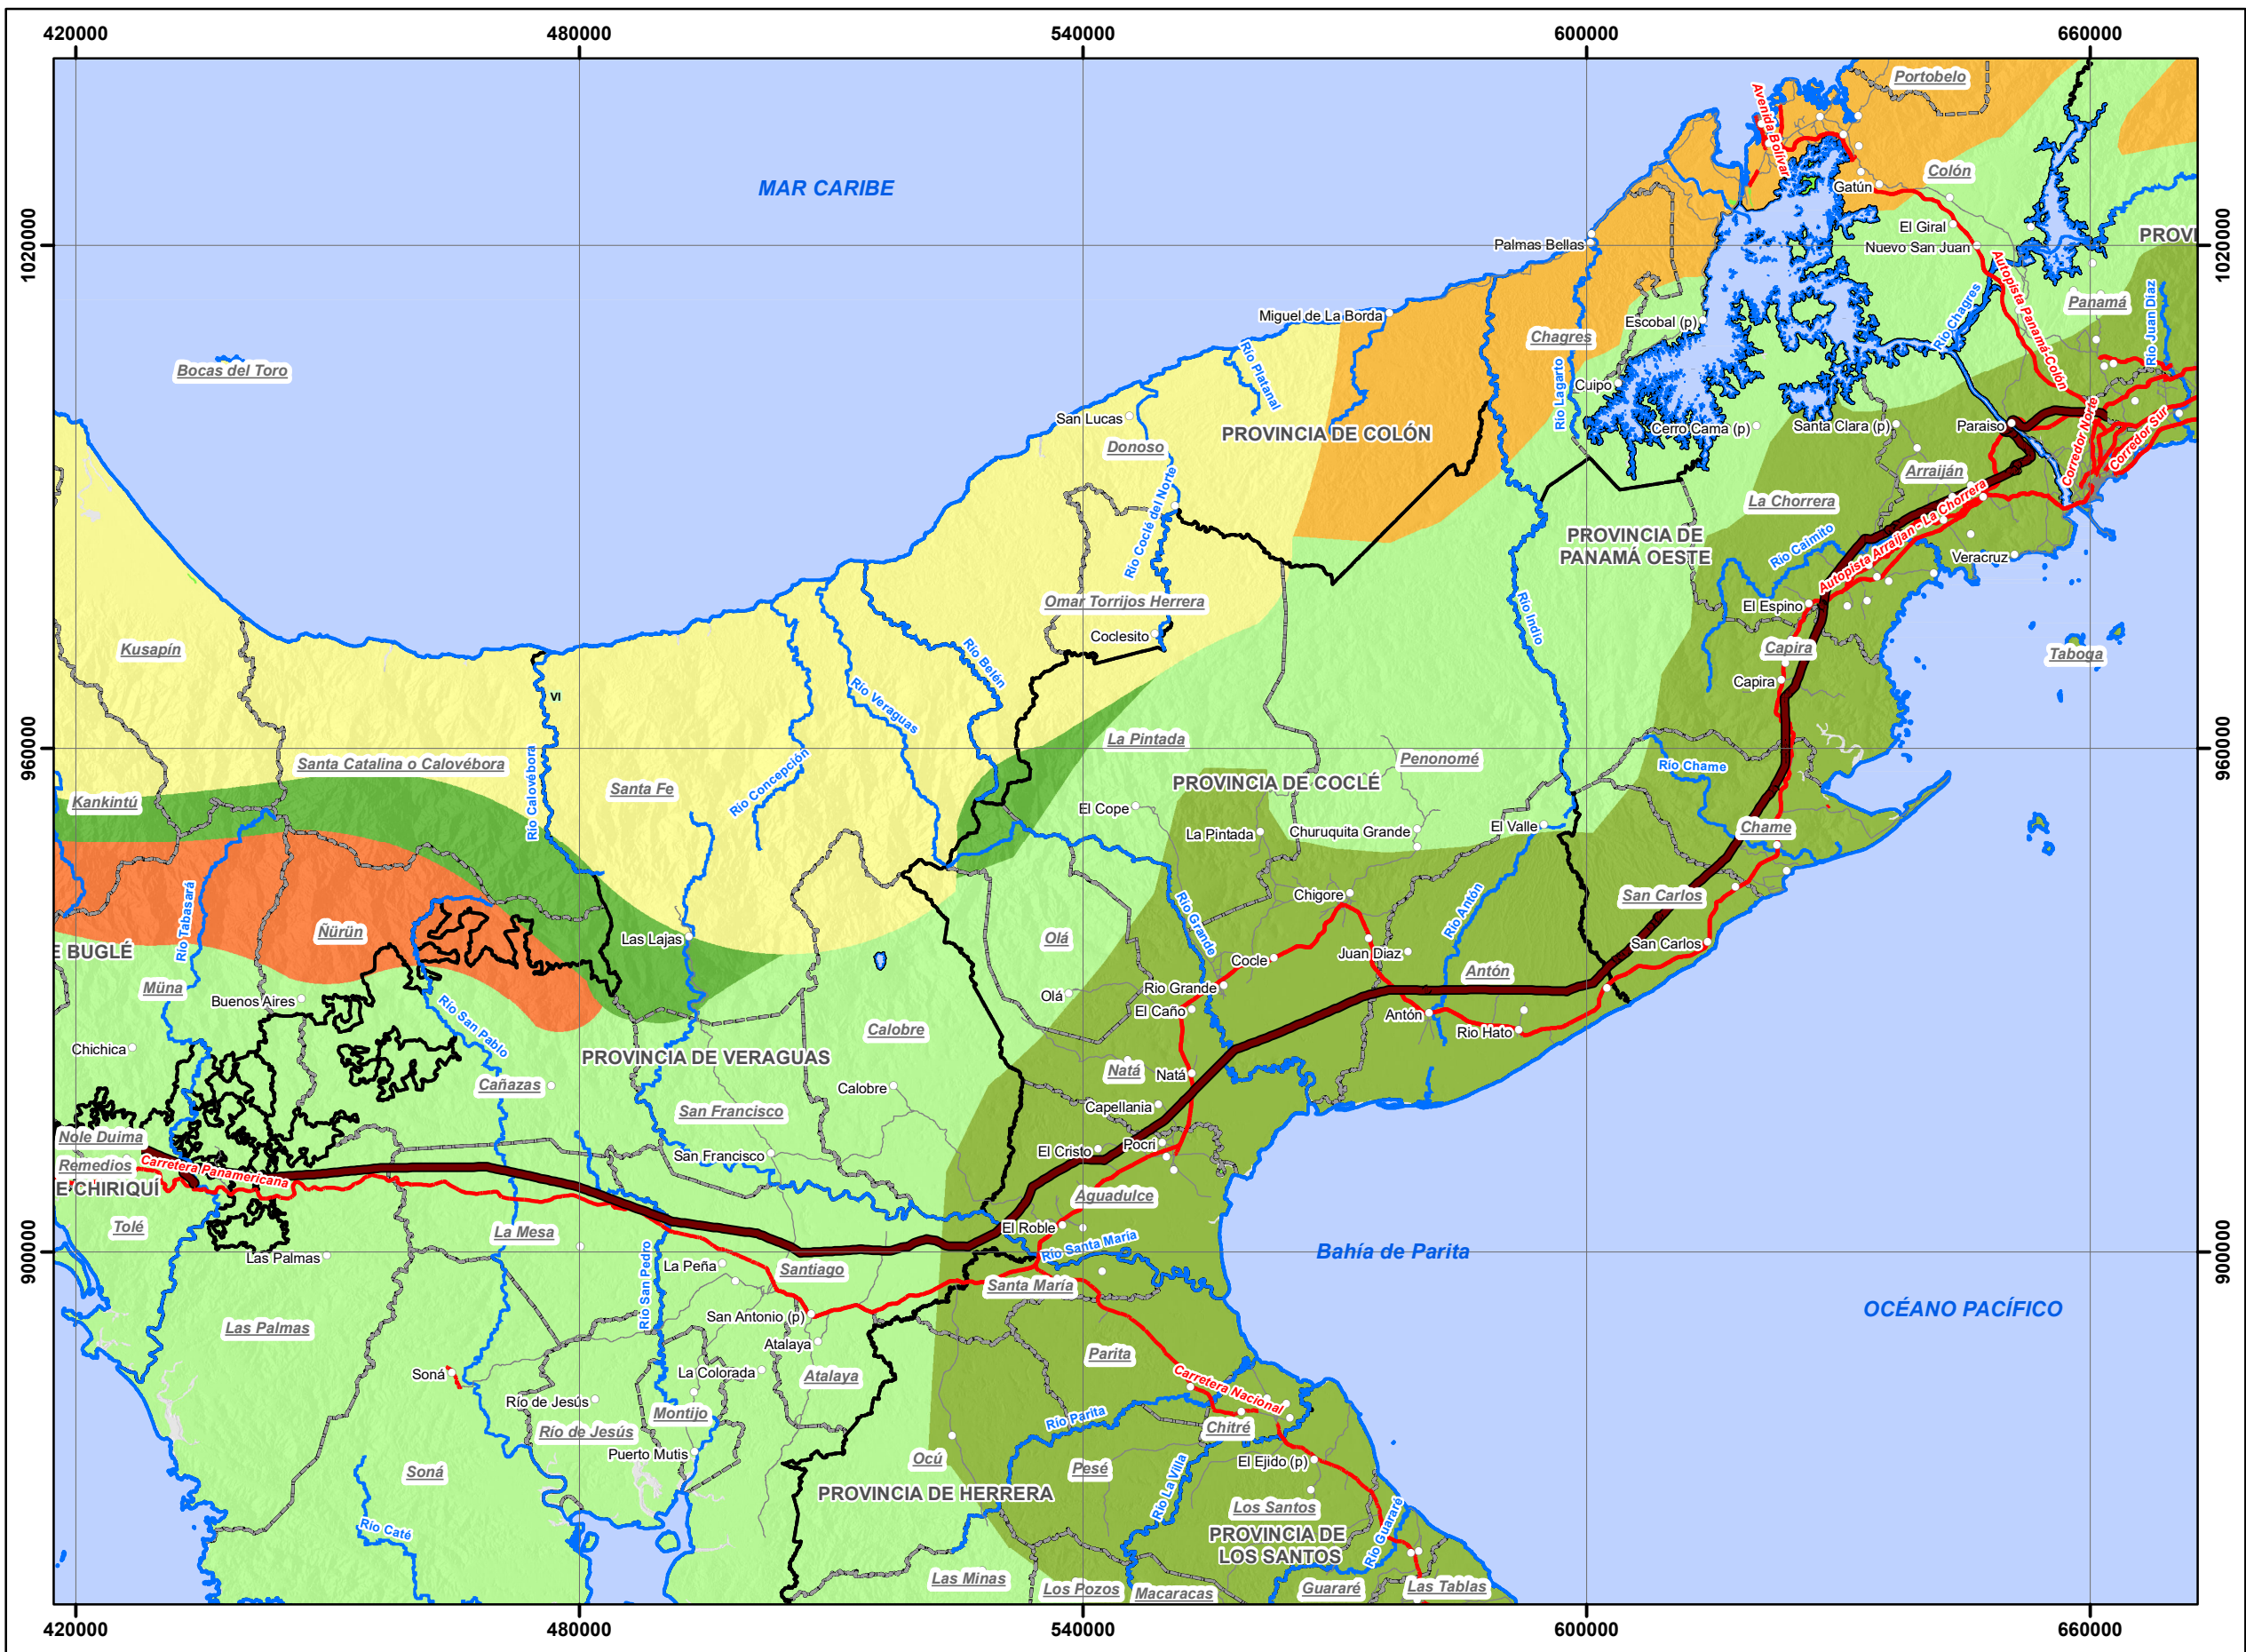 420000
480000
540000
600000
660000
Portobelo
Avenida Bolívar
Colón
MAR CARIBE
Gatún
El Giral
Nuevo San Juan
Palmas Bellas
1020000
1020000
PROVI
Autopista Panamá-Colón
Panamá
Río Juan Díaz
Río Chagres
Miguel de La Borda
Escobal (p)
Chagres
Río Platanal
Bocas del Toro
Río Lagarto
Cuipo
San Lucas
Donoso
PROVINCIA DE COLÓN
Cerro Cama (p)
Santa Clara (p)
Paraiso
Corredor Norte
Corredor Sur
Arraiján
La Chorrera
Río Coclé del Norte
PROVINCIA DE
PANAMÁ OESTE
Río Caimito
Autopista Arraijan - La Chorrera
Veracruz
Omar Torrijos Herrera
El Espino
Río Indio
Coclesito
Kusapín
Capira
Taboga
Río Belén
Capira
VI
Río Veraguas
La Pintada
960000
960000
Santa Catalina o Calovébora
Penonomé
Río Chame
Río Concepción
Santa Fe
PROVINCIA DE COCLÉ
Kankintú
Río Calovébora
El Cope
La Pintada
Churuquita Grande
El Valle
Chame
Chigore
San Carlos
Río Tabasará
Río Antón
Río Grande
Ñürün
Las Lajas
Olá
San Carlos
E BUGLÉ
Cocle
Juan Diaz
Antón
Müna
Buenos Aires
Olá
Rio Grande
El Caño
Antón
Río San Pablo
Calobre
Rio Hato
Chichica
PROVINCIA DE VERAGUAS
Natá
Natá
Cañazas
Calobre
San Francisco
Capellania
Nole Duima
Pocri
El Cristo
San Francisco
Remedios
Carretera Panamericana
E CHIRIQUÍ
Aguadulce
Tolé
La Mesa
El Roble
Río Santa María
900000
900000
Las Palmas
Río San Pedro
La Peña
Santiago
Bahía de Parita
Santa María
OCÉANO PACÍFICO
Las Palmas
San Antonio (p)
Atalaya
Parita
Soná
La Colorada
Atalaya
Carretera Nacional
Río de Jesús
Montijo
Río Parita
Chitré
Río de Jesús
Puerto Mutis
Ocú
Soná
Pesé
El Ejido (p)
PROVINCIA DE HERRERA
Río La Villa
Los Santos
Río Caté
PROVINCIA DE
LOS SANTOS
Río Guararé
Las Minas
Los Pozos
Macaracas
Guararé
Las Tablas
420000
480000
540000
600000
660000